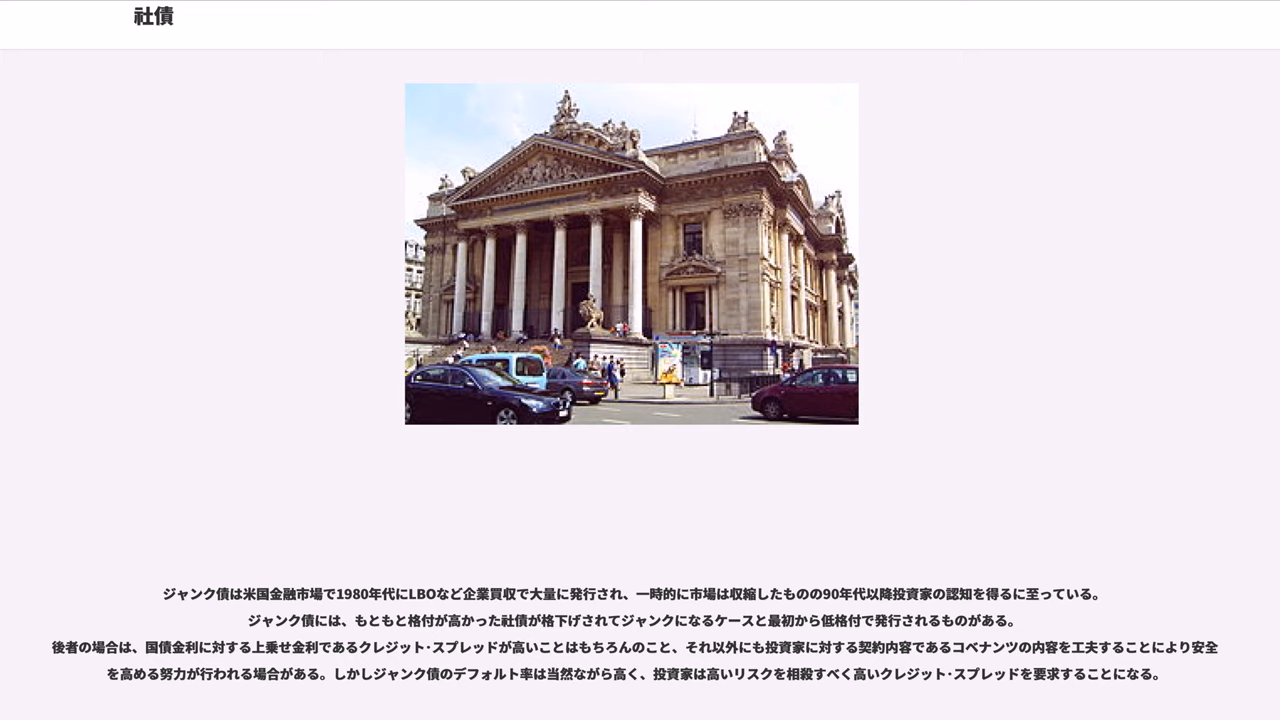 社債
ジャンク債は米国金融市場で1980年代にLBOなど企業買収で大量に発行され、一時的に市場は収縮したものの90年代以降投資家の認知を得るに至っている。
ジャンク債には、もともと格付が高かった社債が格下げされてジャンクになるケースと最初から低格付で発行されるものがある。
後者の場合は、国債金利に対する上乗せ金利であるクレジット･スプレッドが高いことはもちろんのこと、それ以外にも投資家に対する契約内容であるコベナンツの内容を工夫することにより安全
を高める努力が行われる場合がある。しかしジャンク債のデフォルト率は当然ながら高く、投資家は高いリスクを相殺すべく高いクレジット･スプレッドを要求することになる。